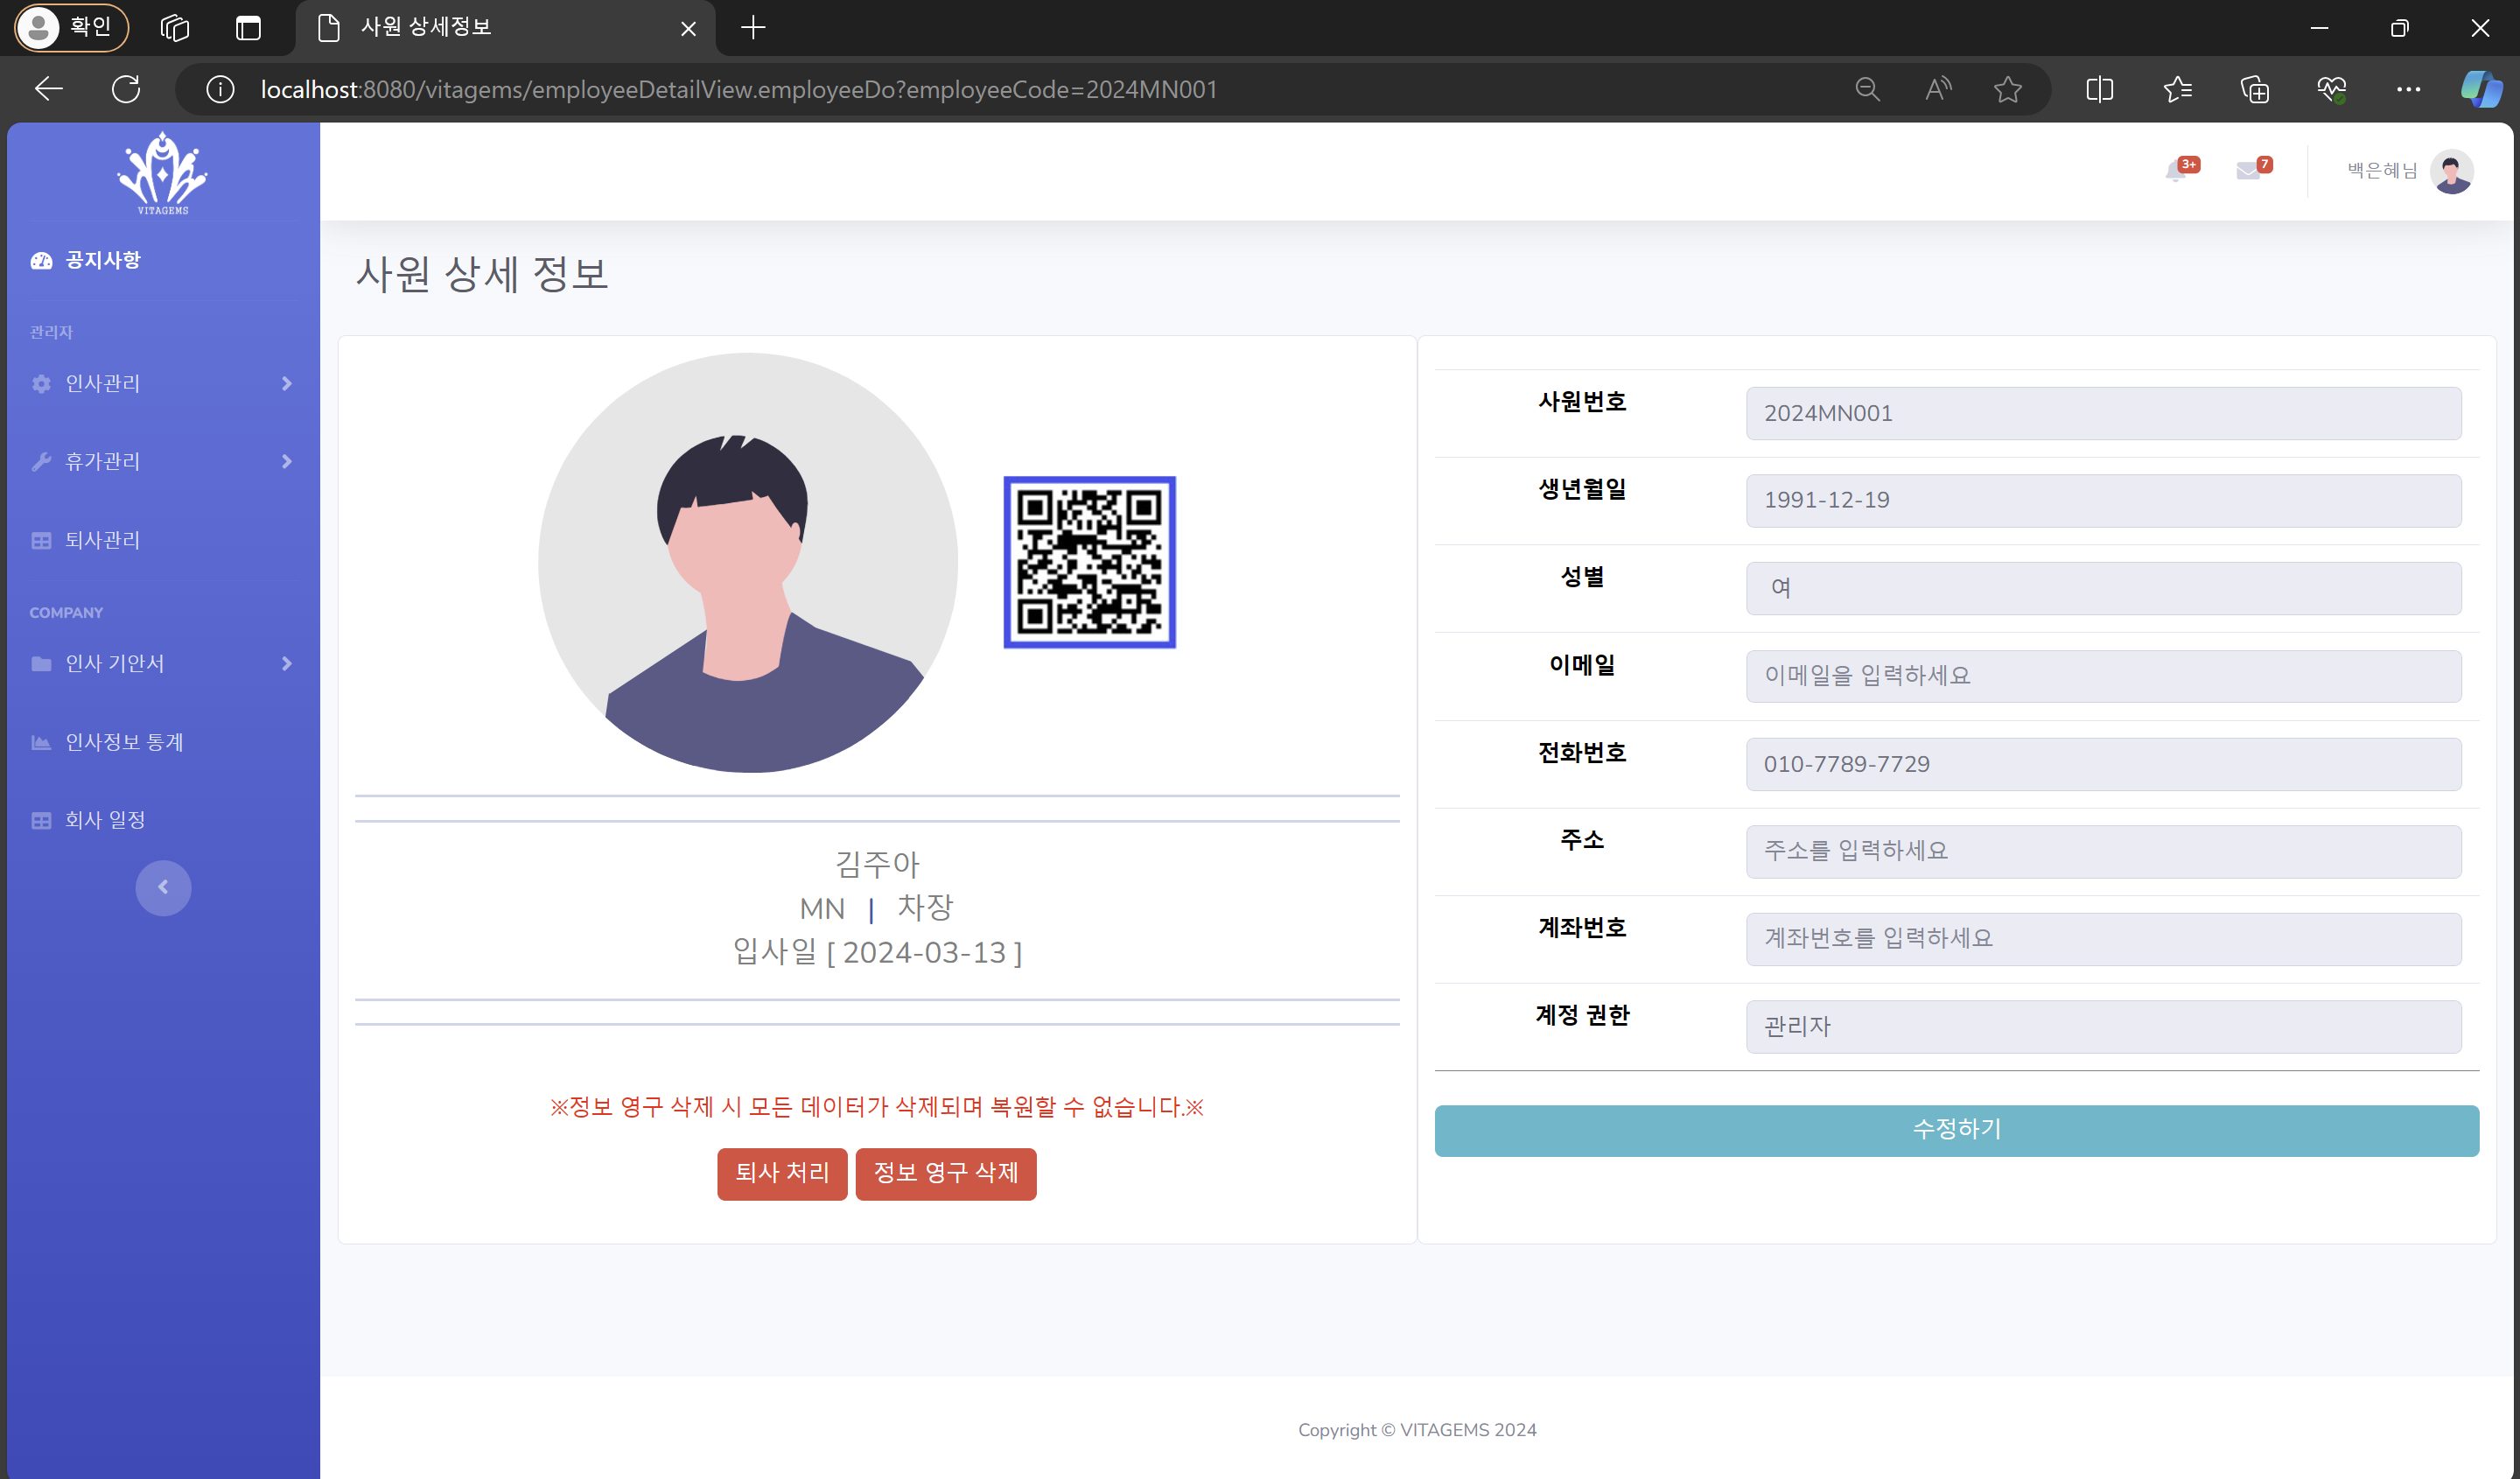 확인
사원 상세정보
localhost:8080/vitagems/employeeDetailView.employeeDo?employeeCode=2024MN001
VITAGEMS
3+
7
백은혜님
공지사항
관리자
인사관리
휴가관리
퇴사관리
COMPANY
인사 기안서
인사정보 통계
회사 일정
사원 상세 정보
김주아
MN | 차장
입사일 [ 2024-03-13 ]
※정보 영구 삭제 시 모든 데이터가 삭제되며 복원할 수 없습니다.※
퇴사 처리 정보 영구 삭제
사원번호 2024MN001
생년월일 1991-12-19
성별 여
이메일 이메일을 입력하세요
전화번호 010-7789-7729
주소 주소를 입력하세요
계좌번호 계좌번호를 입력하세요
계정 권한 관리자
수정하기
Copyright © VITAGEMS 2024